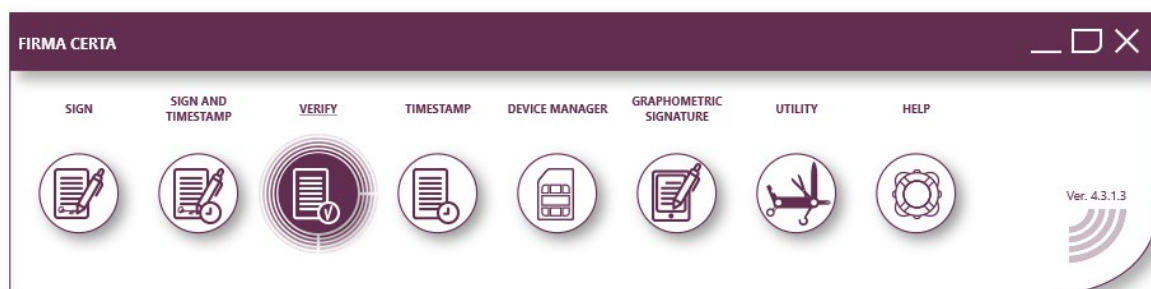 FIRMA CERTA
SIGN
SIGN AND
TIMESTAMP
VERIFY
TIMESTAMP
DEVICE MANAGER
GRAPHOMETRIC
SIGNATURE
UTILITY
HELP
Ver. 4.3.1.3